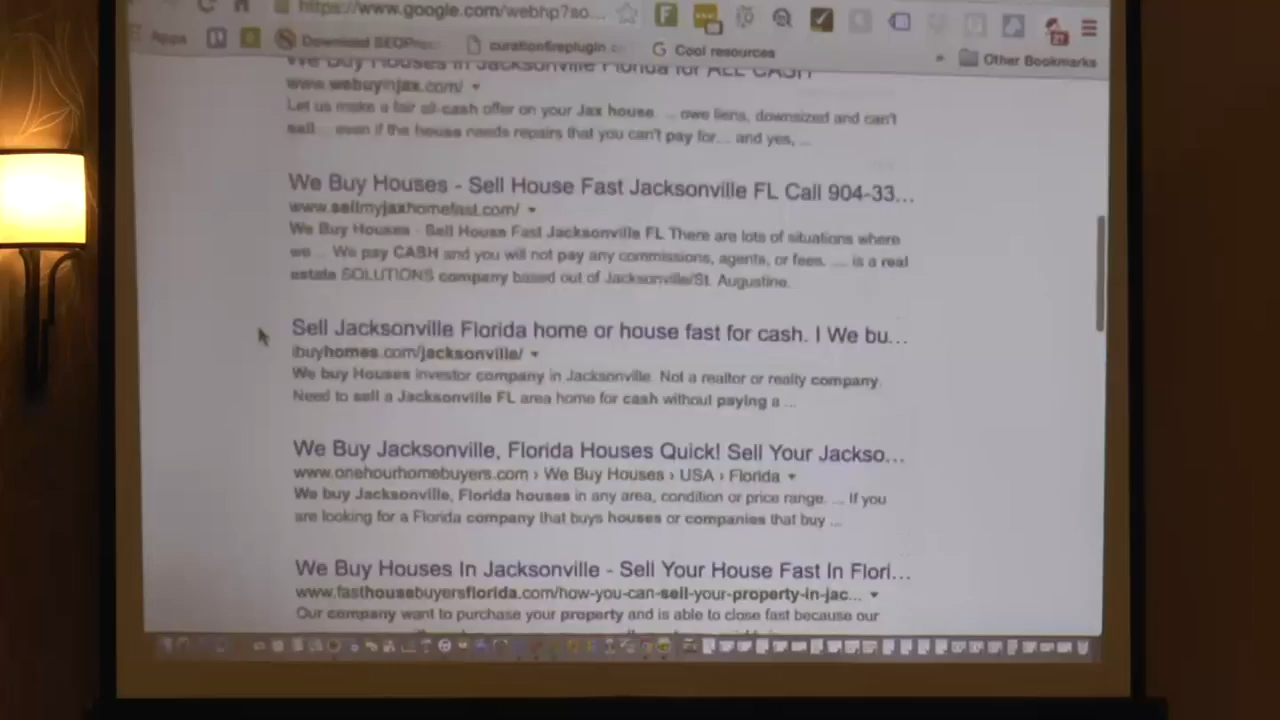 https://www.google.com/webhp?so...
Apps
Download SEOPre
curationfireplugin.c
Cool resources
»
Other Bookmarks
We Buy Houses in Jacksonville Florida for ALL CASH
www.webuyinjax.com/
Let us make a fair all-cash offer on your Jax house. ... owe liens, downsized and can't
sell ... even if the house needs repairs that you can't pay for... and yes, ...
We Buy Houses - Sell House Fast Jacksonville FL Call 904-33...
www.sellmyjaxhomefast.com/
We Buy Houses - Sell House Fast Jacksonville FL There are lots of situations where
we ... We pay CASH and you will not pay any commissions, agents, or fees. ... is a real
estate SOLUTIONS company based out of Jacksonville/St. Augustine.
Sell Jacksonville Florida home or house fast for cash. I We bu...
ibuyhomes.com/jacksonville/
We buy Houses investor company in Jacksonville. Not a realtor or realty company.
Need to sell a Jacksonville FL area home for cash without paying a ...
We Buy Jacksonville, Florida Houses Quick! Sell Your Jackso...
www.onehourhomebuyers.com › We Buy Houses › USA › Florida
We buy Jacksonville, Florida houses in any area, condition or price range. ... If you
are looking for a Florida company that buys houses or companies that buy ...
We Buy Houses In Jacksonville - Sell Your House Fast In Flori...
www.fasthousebuyersflorida.com/how-you-can-sell-your-property-in-jac...
Our company want to purchase your property and is able to close fast because our